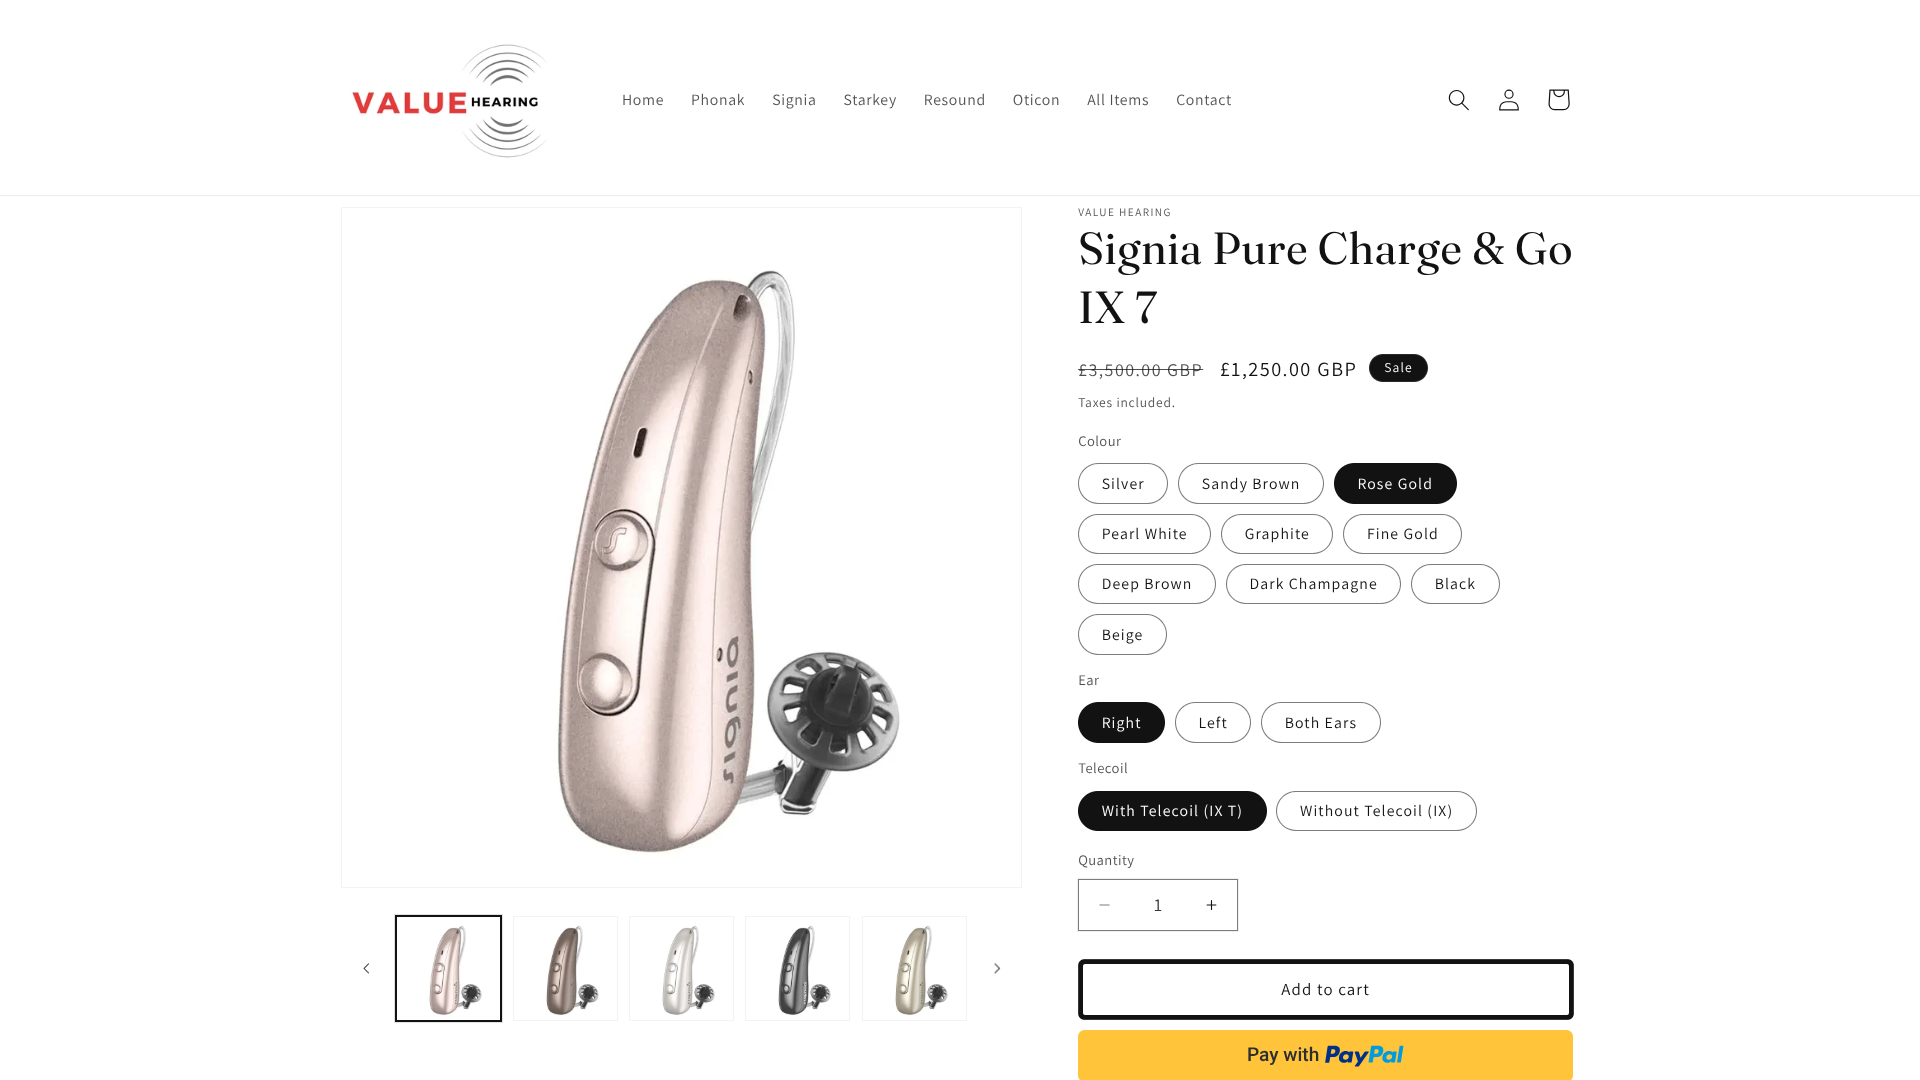 VALUE HEARING
Home Phonak Signia Starkey Resound Oticon All Items Contact
VALUE HEARING
Signia Pure Charge & Go
IX 7
£3,500.00 GBP £1,250.00 GBP Sale
Taxes included.
Colour
Silver Sandy Brown Rose Gold
Pearl White Graphite Fine Gold
Deep Brown Dark Champagne Black
Beige
Ear
Right Left Both Ears
Telecoil
With Telecoil (IX T) Without Telecoil (IX)
Quantity
1
Add to cart
Pay with PayPal
signia